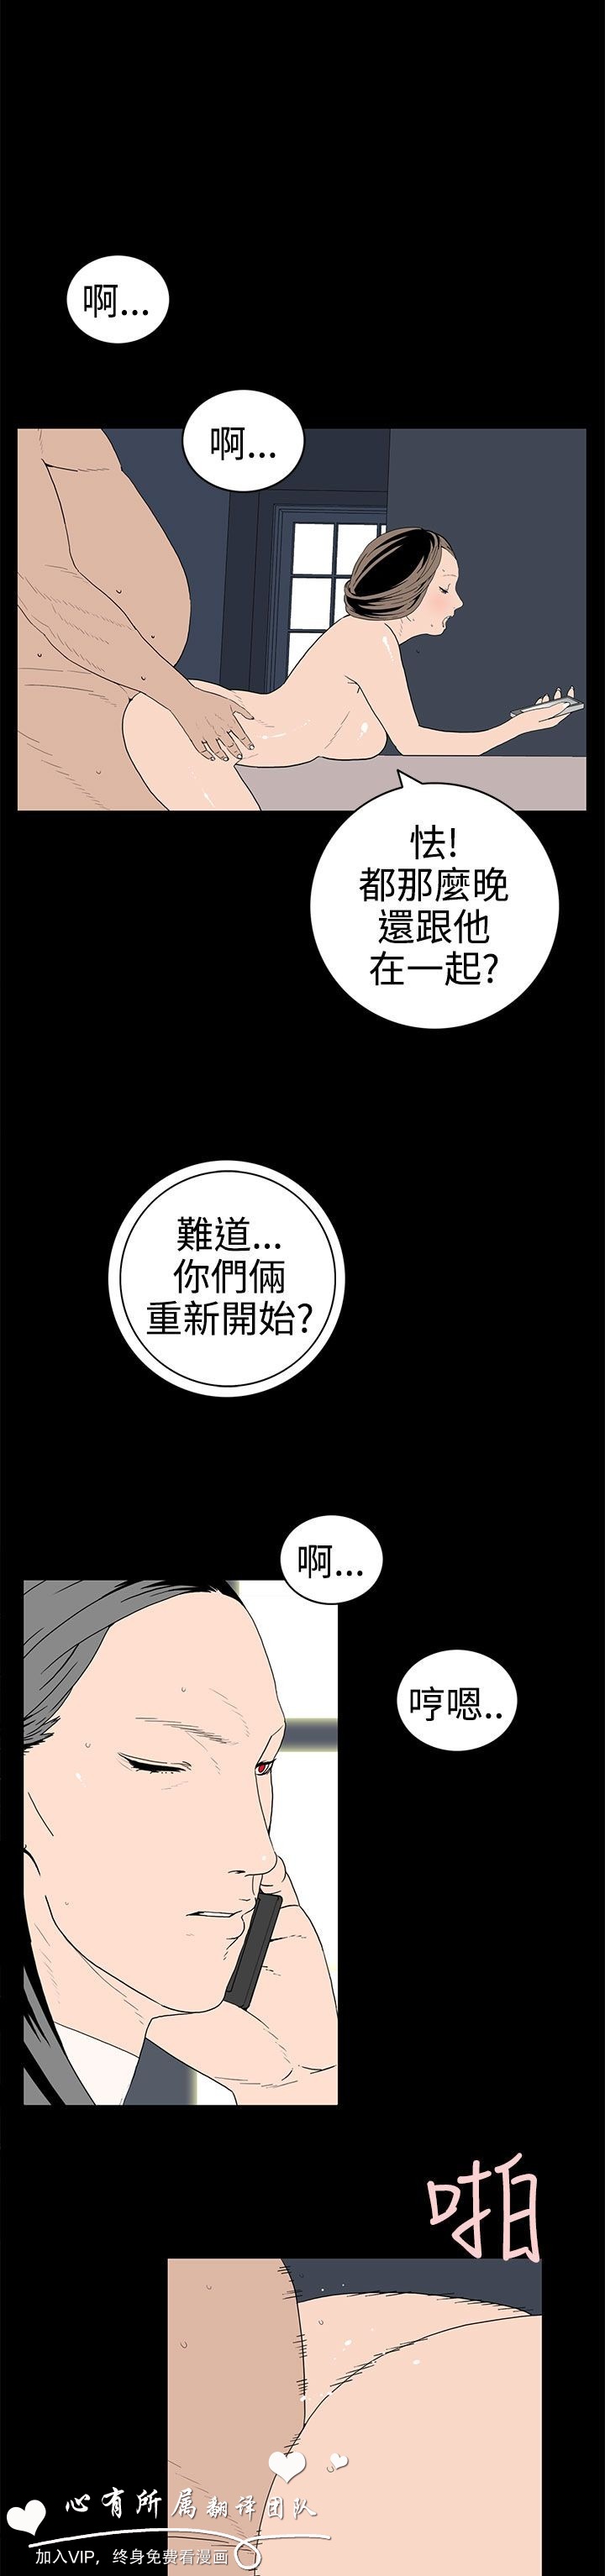 啊...
啊...
怯!
都那麼晚
還跟他
在一起?
難道...
你們倆
重新開始?
啊...
哼嗯..
啪
心有所属翻译团队
加入VIP，终身免费看漫画